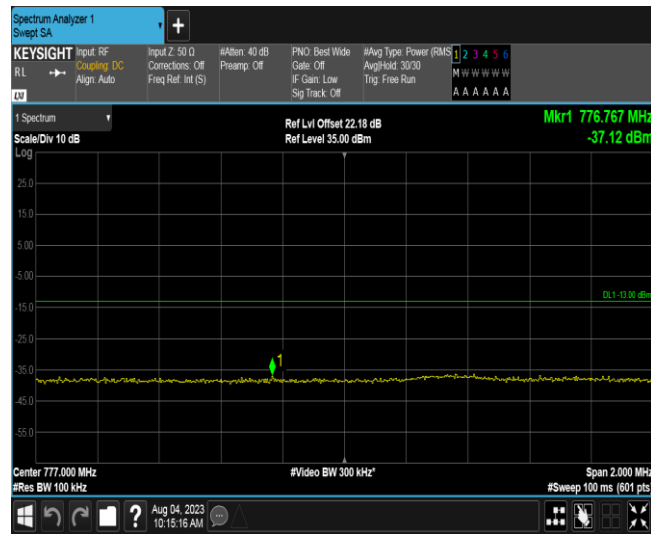 Spectrum Analyzer 1
Swept SA
+
KEYSIGHT
RL
LXI
Input: RF
Coupling: DC
Align: Auto
Input Z: 50 Ω
Corrections: Off
Freq Ref: Int (S)
#Atten: 40 dB
Preamp: Off
PNO: Best Wide
Gate: Off
IF Gain: Low
Sig Track: Off
#Avg Type: Power (RMS
Avg|Hold: 30/30
Trig: Free Run
1 2 3 4 5 6
M W W W W W
A A A A A A
1 Spectrum
Scale/Div 10 dB
Log
Ref Lvl Offset 22.18 dB
Ref Level 35.00 dBm
Mkr1 776.767 MHz
-37.12 dBm
25.0
15.0
5.00
-5.00
DL1 -13.00 dBm
-15.0
-25.0
1
-35.0
-45.0
-55.0
Center 777.000 MHz
#Res BW 100 kHz
#Video BW 300 kHz*
Span 2.000 MHz
#Sweep 100 ms (601 pts)
?
Aug 04, 2023
10:15:16 AM